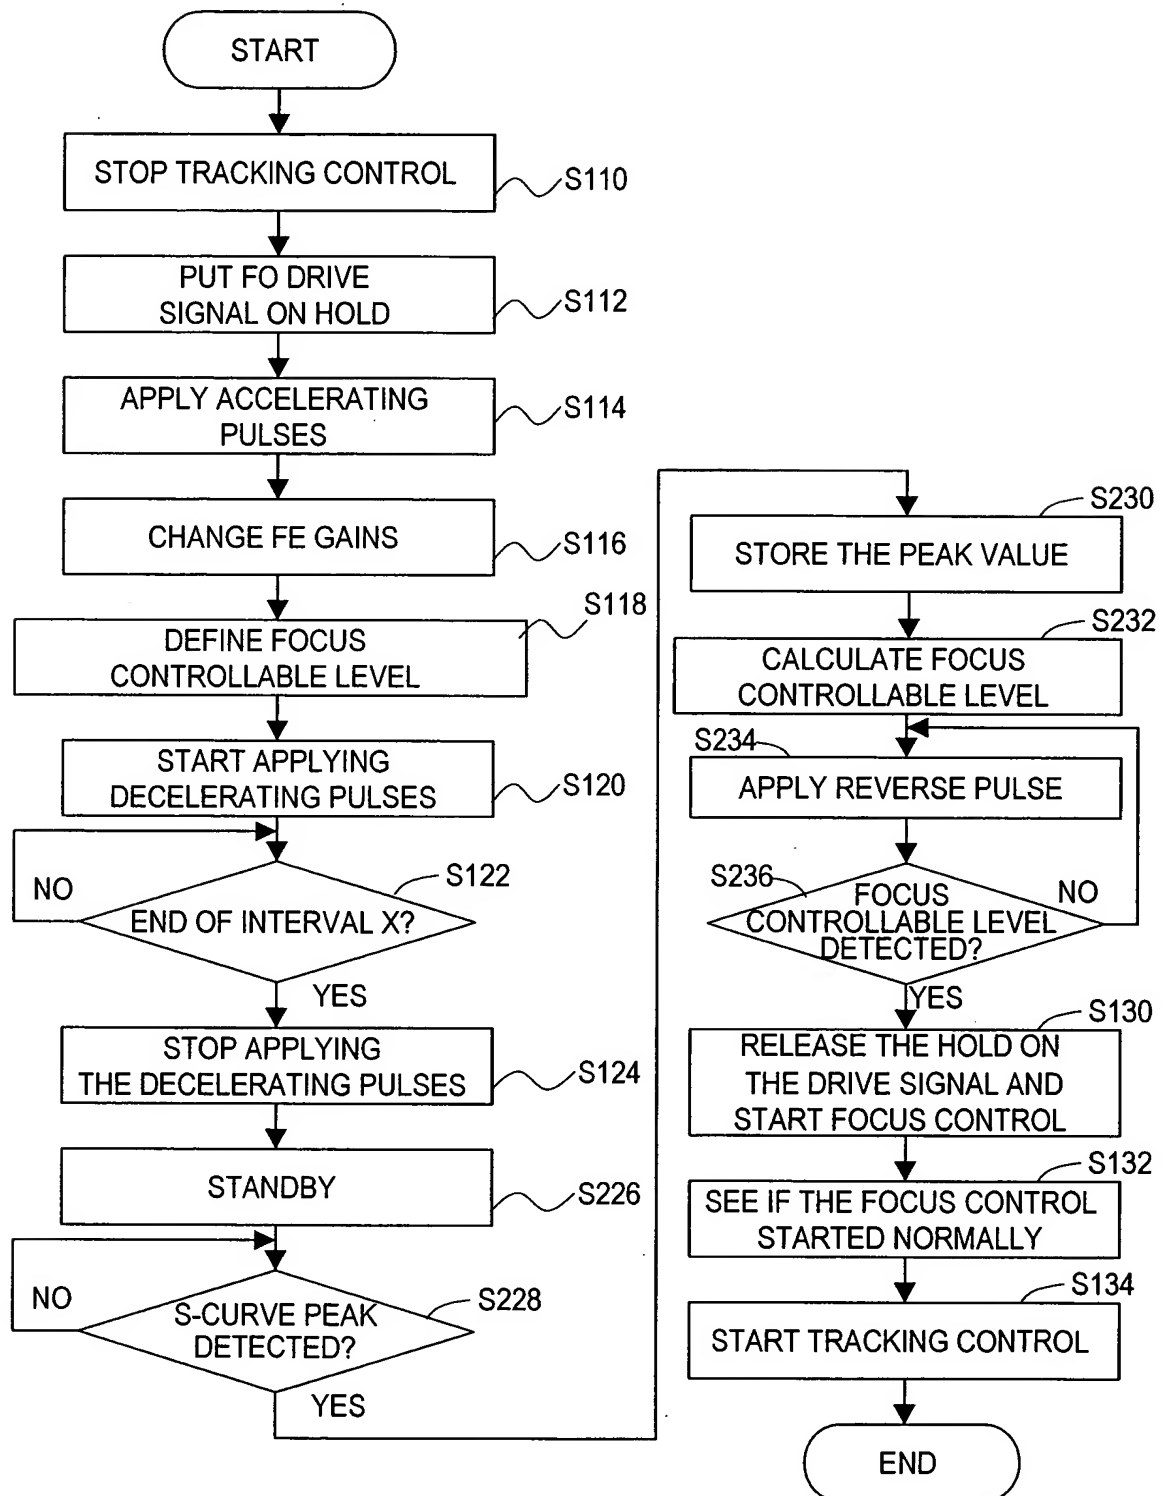 START
STOP TRACKING CONTROL
S110
PUT FO DRIVE
SIGNAL ON HOLD
S112
APPLY ACCELERATING
PULSES
S114
CHANGE FE GAINS
S116
S118
DEFINE FOCUS
CONTROLLABLE LEVEL
START APPLYING
DECELERATING PULSES
S120
NO
S122
END OF INTERVAL X?
YES
STOP APPLYING
THE DECELERATING PULSES
S124
STANDBY
S226
NO
S228
S-CURVE PEAK
DETECTED?
YES
S230
STORE THE PEAK VALUE
S232
CALCULATE FOCUS
CONTROLLABLE LEVEL
S234
APPLY REVERSE PULSE
S236
FOCUS
CONTROLLABLE LEVEL
DETECTED?
NO
YES
S130
RELEASE THE HOLD ON
THE DRIVE SIGNAL AND
START FOCUS CONTROL
S132
SEE IF THE FOCUS CONTROL
STARTED NORMALLY
S134
START TRACKING CONTROL
END